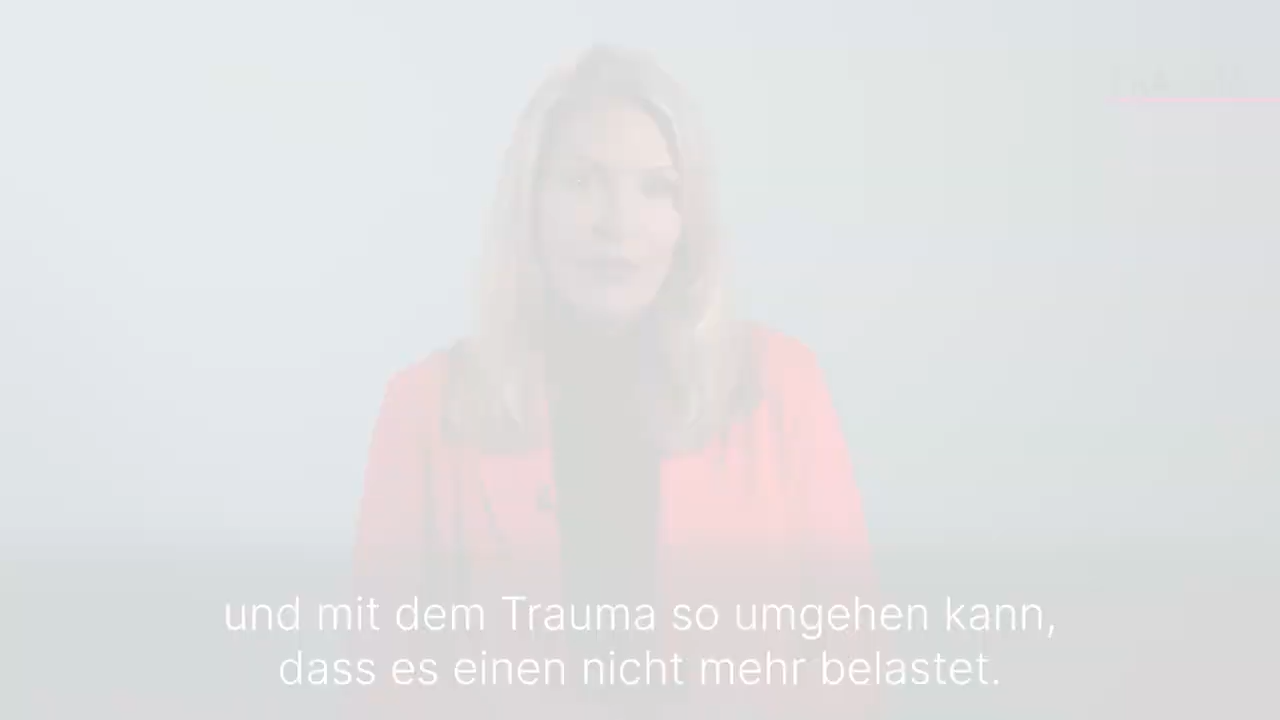 und mit dem Trauma so umgehen kann,
dass es einen nicht mehr belastet.